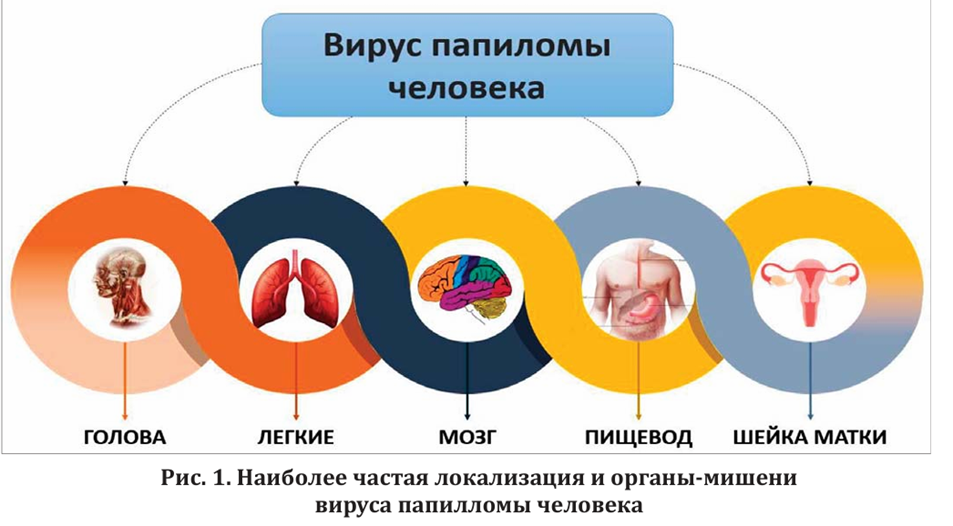 Вирус папиломы
человека
ГОЛОВА
ЛЕГКИЕ
МОЗГ
ПИЩЕВОД
ШЕЙКА МАТКИ
Рис. 1. Наиболее частая локализация и органы-мишени
вируса папилломы человека